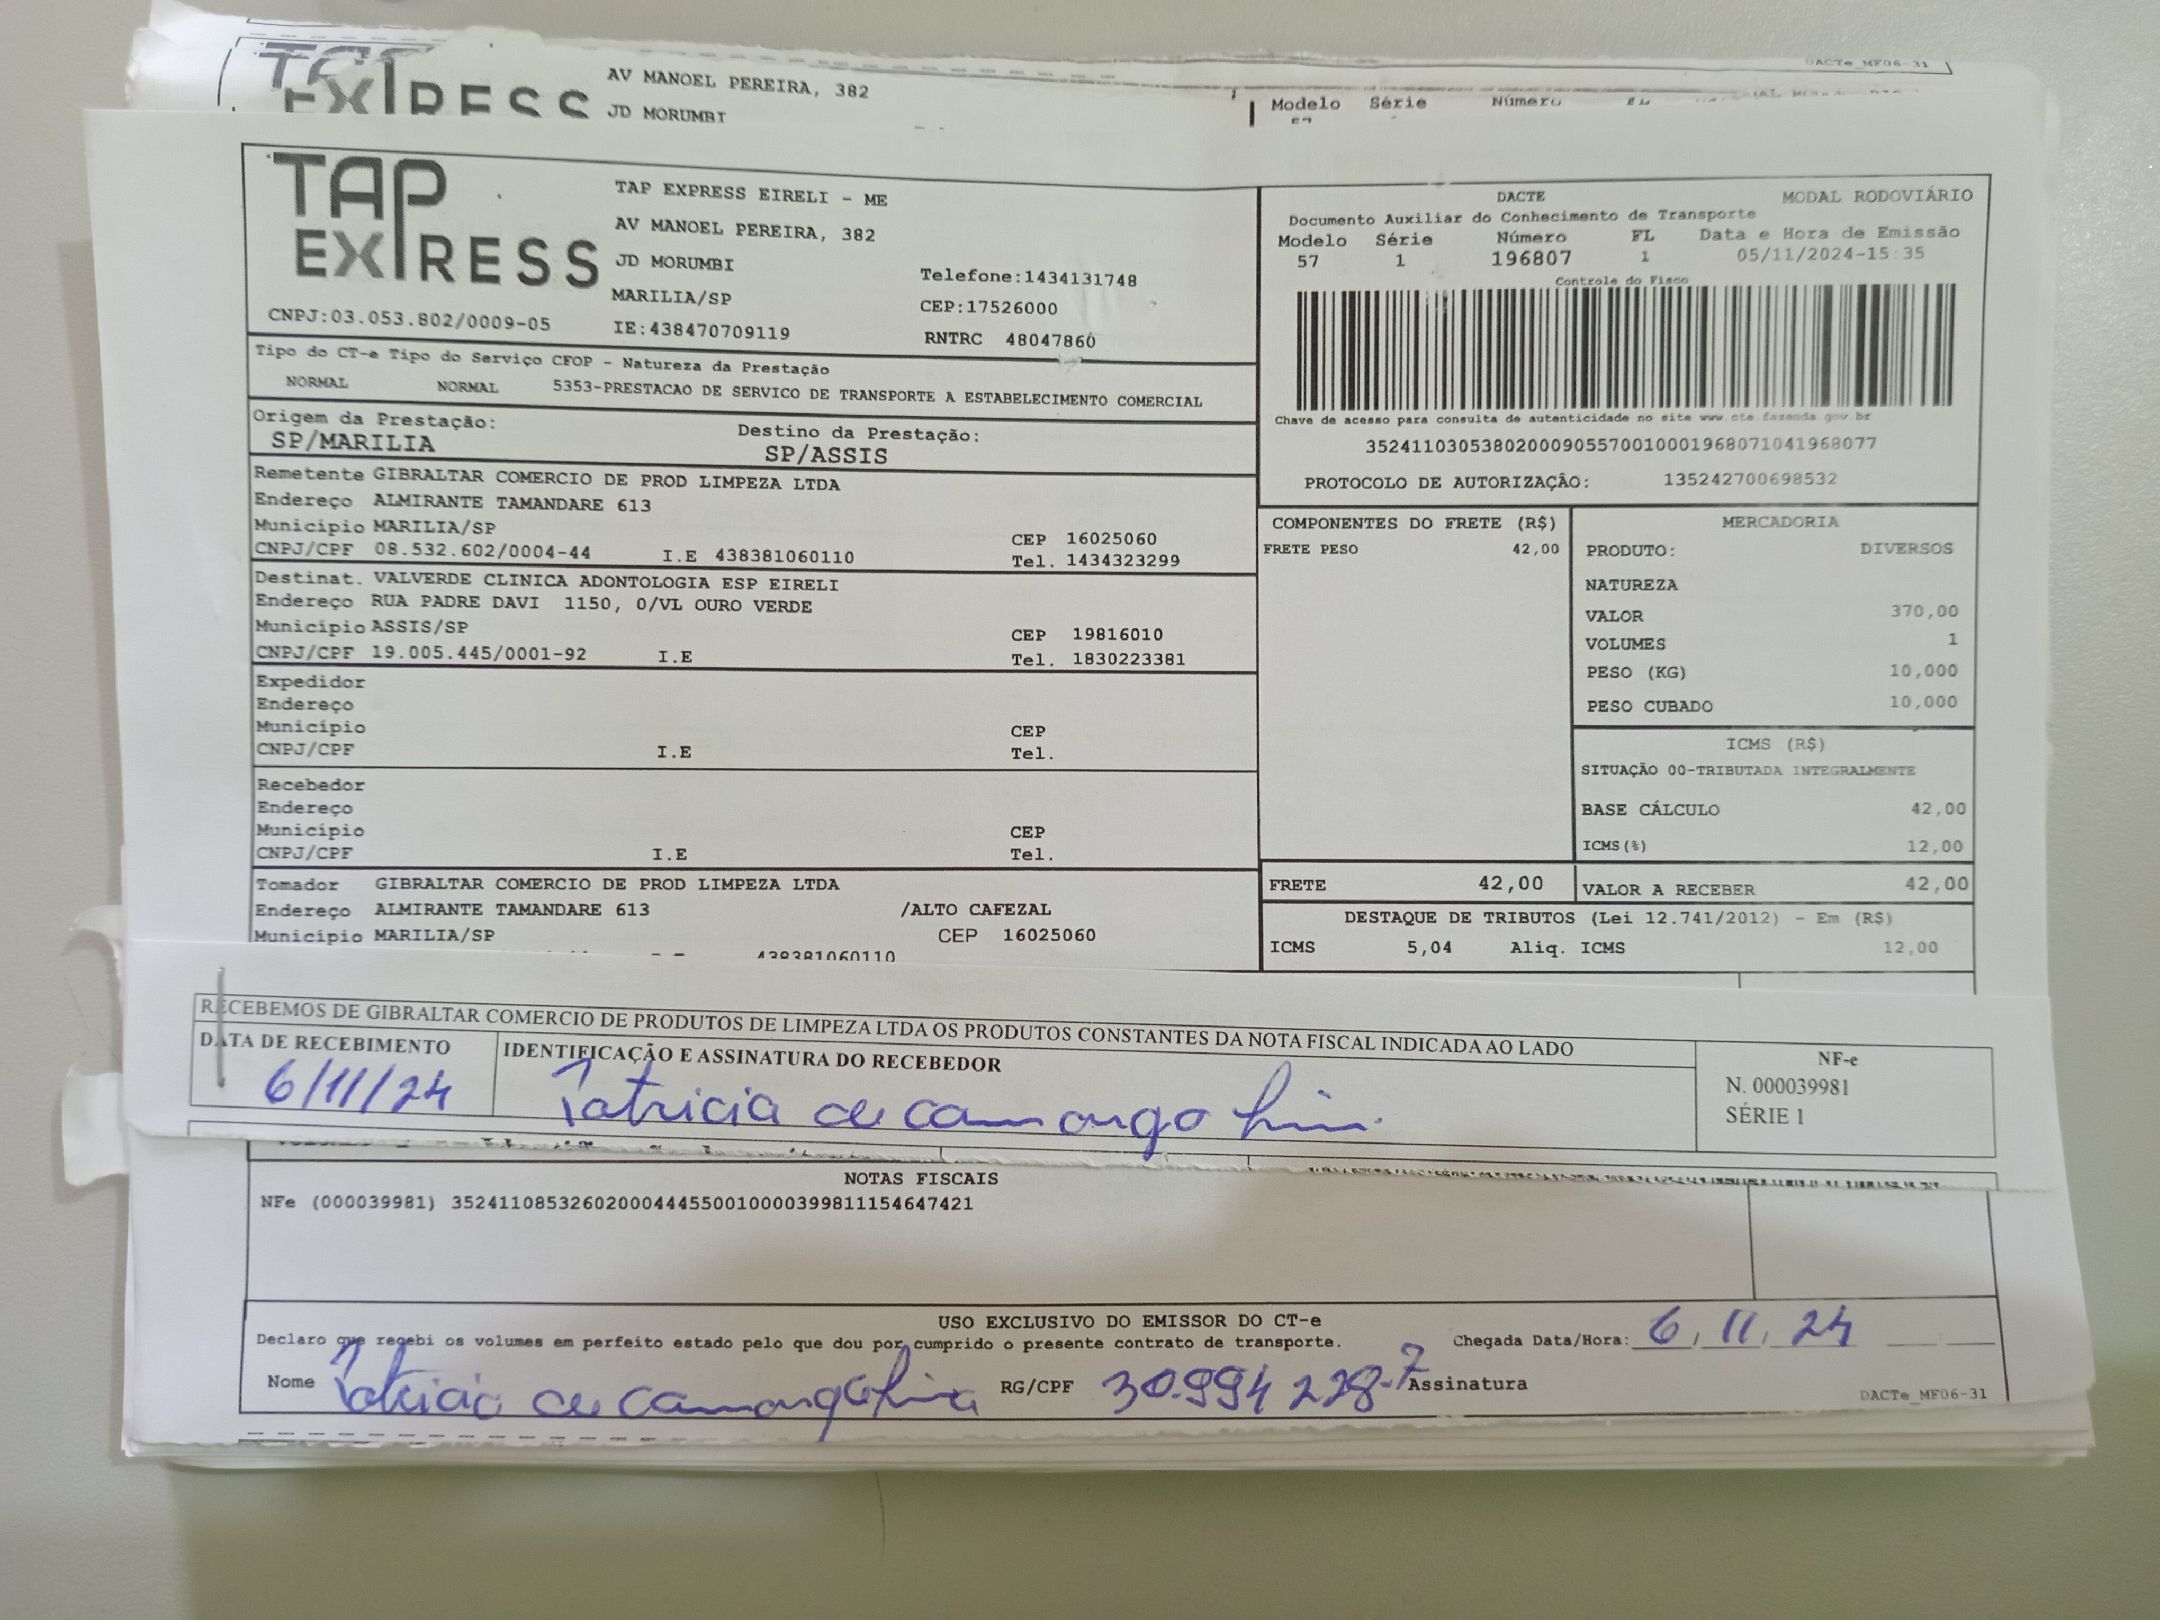 AV MANOEL PEREIRA, 382
JD MORUMBI
DACTe_MF06-31
Modelo Série Número
TAP EXPRESS
TAP EXPRESS EIRELI - ME
AV MANOEL PEREIRA, 382
JD MORUMBI
MARILIA/SP
IE:438470709119
Telefone:1434131748
CEP:17526000
RNTRC 48047860
CNPJ:03.053.802/0009-05
DACTE MODAL RODOVIÁRIO
Documento Auxiliar do Conhecimento de Transporte
Modelo Série Número FL Data e Hora de Emissão
57 1 196807 1 05/11/2024-15:35
Controle do Fisco
Chave de acesso para consulta de autenticidade no site www.cte.fazenda.gov.br
35241103053802000905570010001968071041968077
PROTOCOLO DE AUTORIZAÇÃO: 135242700698532
Tipo do CT-e Tipo do Serviço CFOP - Natureza da Prestação
NORMAL NORMAL 5353-PRESTACAO DE SERVICO DE TRANSPORTE A ESTABELECIMENTO COMERCIAL
Origem da Prestação: Destino da Prestação:
SP/MARILIA SP/ASSIS
Remetente GIBRALTAR COMERCIO DE PROD LIMPEZA LTDA
Endereço ALMIRANTE TAMANDARE 613
Município MARILIA/SP CEP 16025060
CNPJ/CPF 08.532.602/0004-44 I.E 438381060110 Tel. 1434323299
Destinat. VALVERDE CLINICA ADONTOLOGIA ESP EIRELI
Endereço RUA PADRE DAVI 1150, 0/VL OURO VERDE
Município ASSIS/SP CEP 19816010
CNPJ/CPF 19.005.445/0001-92 I.E Tel. 1830223381
Expedidor
Endereço
Município CEP
CNPJ/CPF I.E Tel.
Recebedor
Endereço
Município CEP
CNPJ/CPF I.E Tel.
Tomador GIBRALTAR COMERCIO DE PROD LIMPEZA LTDA
Endereço ALMIRANTE TAMANDARE 613 /ALTO CAFEZAL
Município MARILIA/SP CEP 16025060
438381060110
COMPONENTES DO FRETE (R$)
FRETE PESO 42,00
MERCADORIA
PRODUTO: DIVERSOS
NATUREZA
VALOR 370,00
VOLUMES 1
PESO (KG) 10,000
PESO CUBADO 10,000
ICMS (R$)
SITUAÇÃO 00-TRIBUTADA INTEGRALMENTE
BASE CÁLCULO 42,00
ICMS(%) 12,00
FRETE 42,00 VALOR A RECEBER 42,00
DESTAQUE DE TRIBUTOS (Lei 12.741/2012) - Em (R$)
ICMS 5,04 Aliq. ICMS 12,00
RECEBEMOS DE GIBRALTAR COMERCIO DE PRODUTOS DE LIMPEZA LTDA OS PRODUTOS CONSTANTES DA NOTA FISCAL INDICADA AO LADO
DATA DE RECEBIMENTO IDENTIFICAÇÃO E ASSINATURA DO RECEBEDOR
6/11/24 Patricia de Camargo Lima
NF-e
N. 000039981
SÉRIE 1
NOTAS FISCAIS
NFe (000039981) 35241108532602000444550010000399811154647421
USO EXCLUSIVO DO EMISSOR DO CT-e
Declaro que recebi os volumes em perfeito estado pelo que dou por cumprido o presente contrato de transporte. Chegada Data/Hora: 6/11/24
Nome Patricia de Camargo Lima RG/CPF 30.994 228-7 Assinatura
DACTe_MF06-31